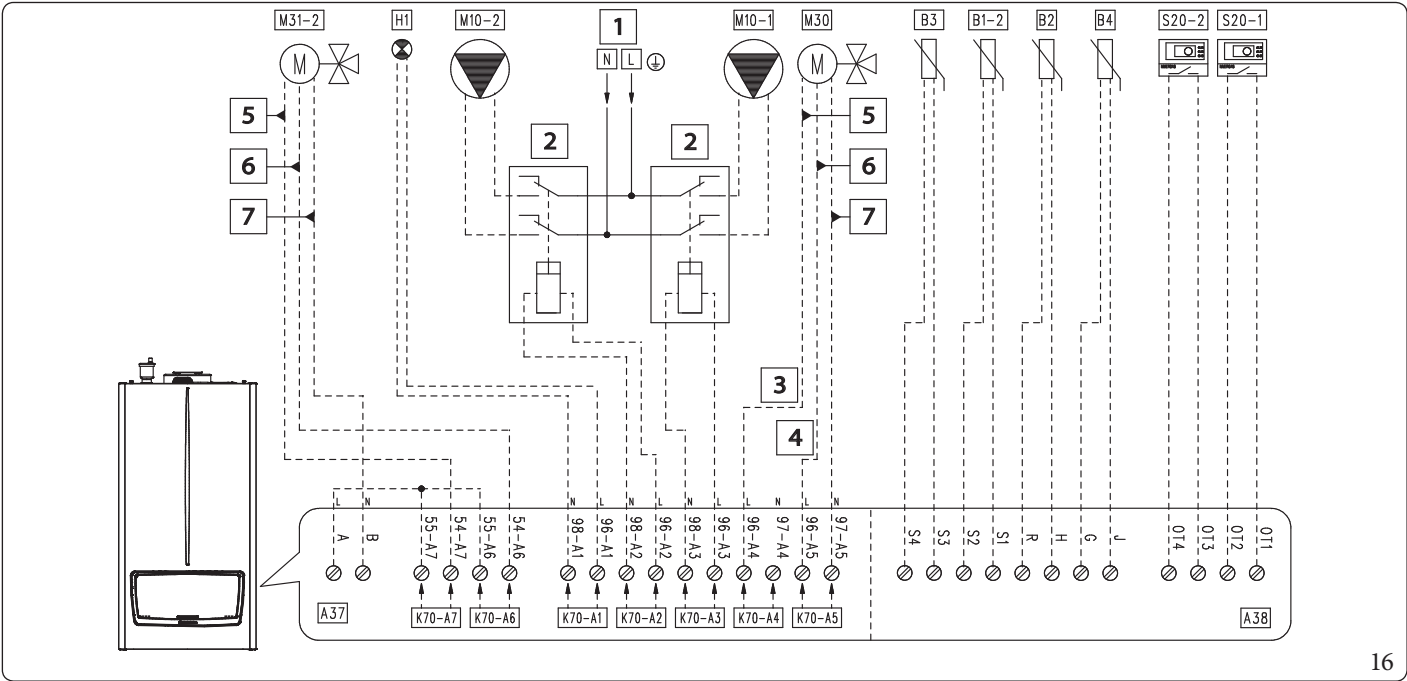 M31-2 H1 M10-2 1 M10-1 M30 B3 B1-2 B2 B4 S20-2 S20-1
N L
M M
5 5
2 2
6 6
7 7
3
4
L N N L N L N L L N L N
A B 55-A7 54-A7 55-A6 54-A6 98-A1 96-A1 98-A2 96-A2 98-A3 96-A3 96-A4 97-A4 96-A5 97-A5 S4 S3 S2 S1 R H G J OT4 OT3 OT2 OT1
A37 K70-A7 K70-A6 K70-A1 K70-A2 K70-A3 K70-A4 K70-A5 A38
16